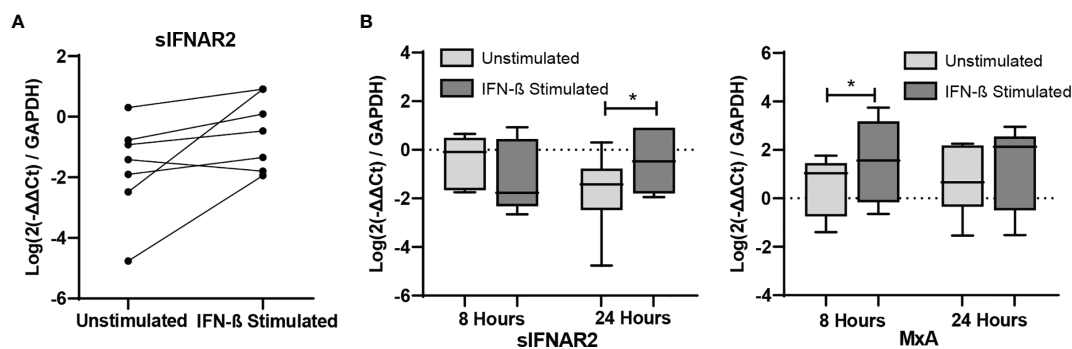 A
sIFNAR2
Log(2(-ΔΔCt) / GAPDH)
2
0
-2
-4
-6
Unstimulated
IFN-ß Stimulated
B
Log(2(-ΔΔCt) / GAPDH)
4
2
0
-2
-4
-6
Unstimulated
IFN-ß Stimulated
*
8 Hours
24 Hours
sIFNAR2
Log(2(-ΔΔCt) / GAPDH)
6
4
2
0
-2
-4
Unstimulated
IFN-ß Stimulated
*
8 Hours
24 Hours
MxA